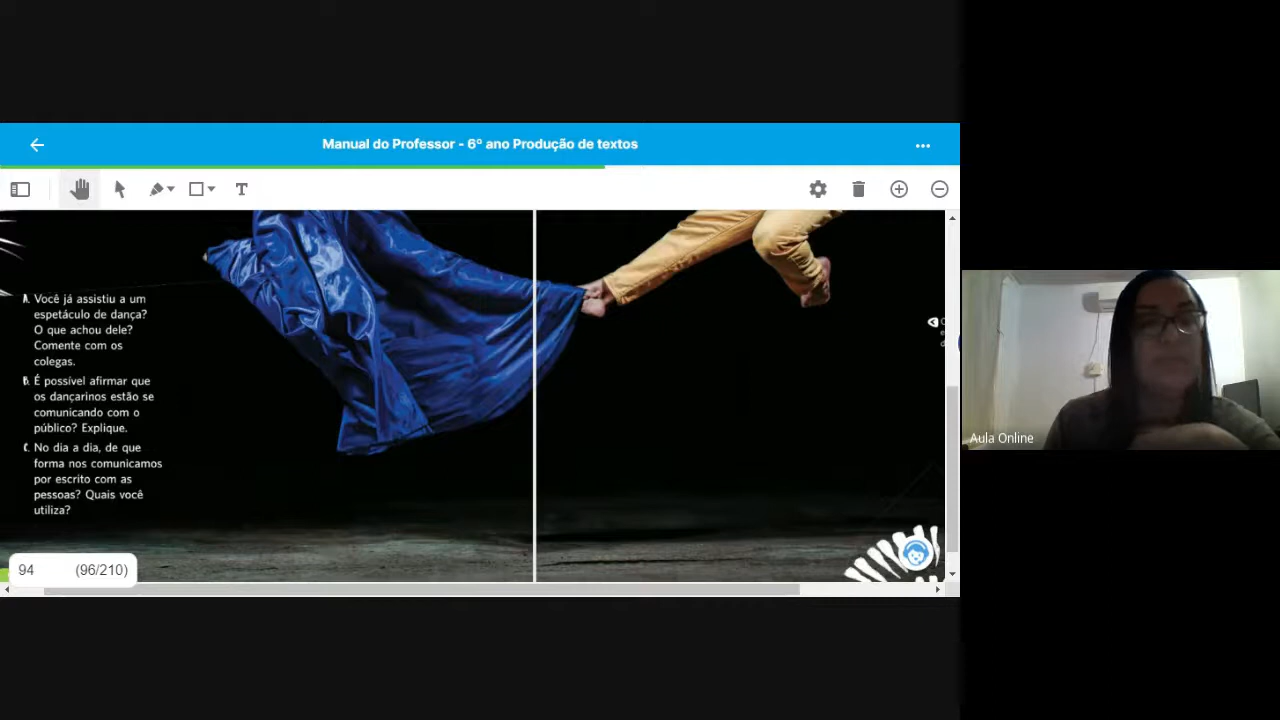 Manual do Professor - 6º ano Produção de textos
T
A. Você já assistiu a um
espetáculo de dança?
O que achou dele?
Comente com os
colegas.
B. É possível afirmar que
os dançarinos estão se
comunicando com o
público? Explique.
C. No dia a dia, de que
forma nos comunicamos
por escrito com as
pessoas? Quais você
utiliza?
94 (96/210)
Aula Online